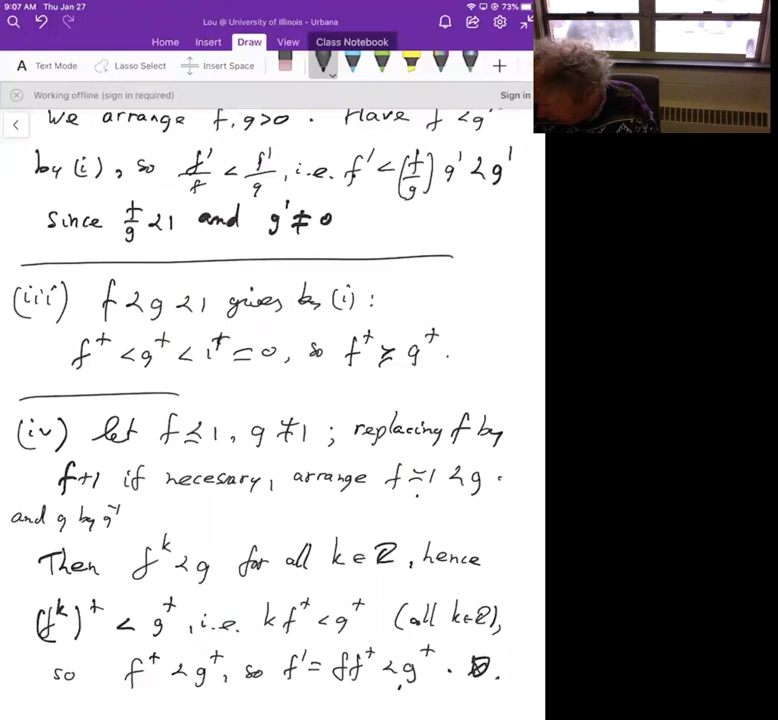 9:07 AM Thu Jan 27
73%
Lou @ University of Illinois - Urbana
Home Insert Draw View Class Notebook
A Text Mode Lasso Select Insert Space +
Working offline (sign in required) Sign in
We arrange f, g > 0 . Have f† < g†
by (i), so f'/f < f'/g, i.e. f' < (f/g) g' ≺ g'
since f/g ≺ 1 and g' ≠ 0
(iii) f ≺ g ≺ 1 gives by (i) :
f† < g† < 1† = 0, so f† ≽ g†.
(iv) let f ≼ 1, g ≭ 1 ; replacing f by
f+1 if necesary, arrange f ≍ 1 ≺ g .
and g by g⁻¹
Then f^k ≺ g for all k ∈ Z, hence
(f^k)† < g†, i.e. k f† < g† (all k∈Z),
so f† ≺ g†, so f' = f f† ≺ g† .